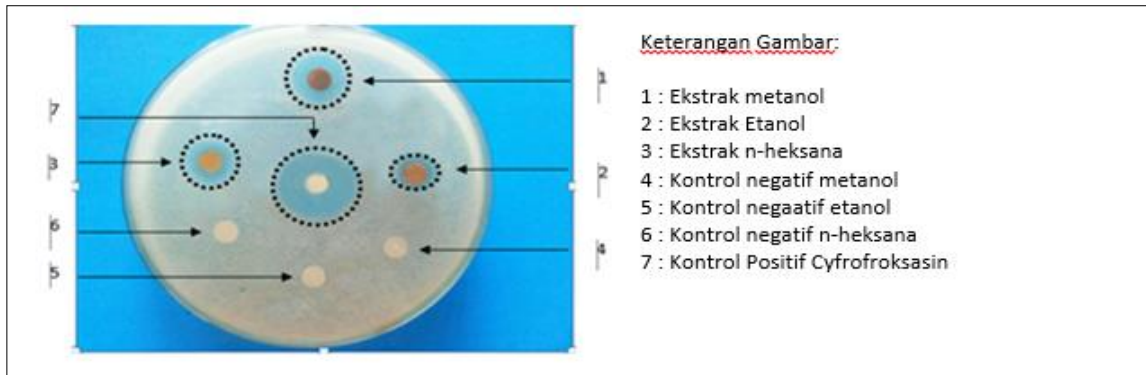 Keterangan Gambar:
1 : Ekstrak metanol
2 : Ekstrak Etanol
3 : Ekstrak n-heksana
4 : Kontrol negatif metanol
5 : Kontrol negaatif etanol
6 : Kontrol negatif n-heksana
7 : Kontrol Positif Cyfrofroksasin
1
7
3
2
6
4
5